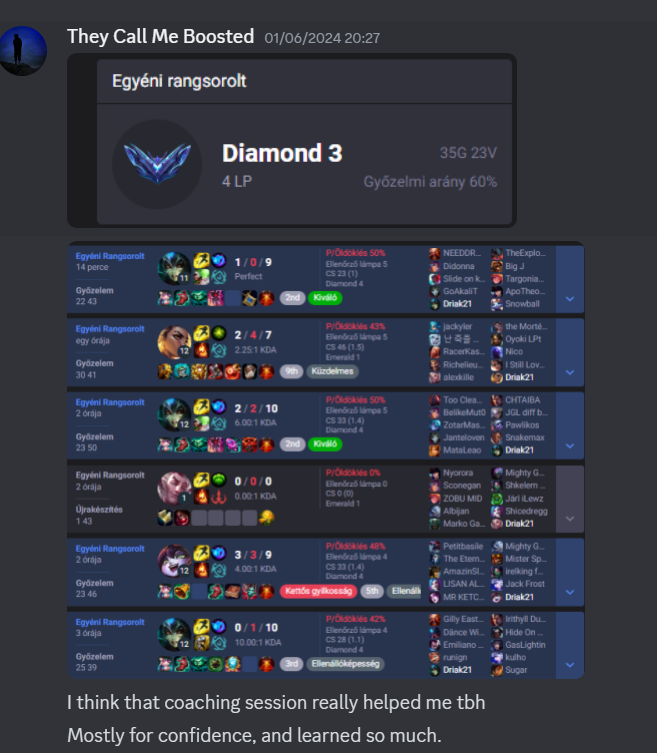 They Call Me Boosted 01/06/2024 20:27
Egyéni rangsorolt
Diamond 3
4 LP
35G 23V
Győzelmi arány 60%
Egyéni Rangsorolt
14 perce
Győzelem
22 43
11
1 / 0 / 9
Perfect
2nd
Kiváló
P/Öldöklés 50%
Ellenőrző lámpa 5
CS 23 (1)
Diamond 4
NEEDDR... TheExplo...
Didonna Big J
Slide on k... Targonia...
GoAkaliT ApoTheo...
Driak21 Snowball
Egyéni Rangsorolt
egy órája
Győzelem
30 41
12
2 / 4 / 7
2.25:1 KDA
9th
Küzdelmes
P/Öldöklés 43%
Ellenőrző lámpa 5
CS 46 (1.5)
Emerald 1
jackyler the Morté...
난 죽을 ... Oyoki LPt
RacerKas... Nico
Richelieu... I Still Lov...
alexkille Driak21
Egyéni Rangsorolt
2 órája
Győzelem
23 50
12
2 / 2 / 10
6.00:1 KDA
2nd
Kiváló
P/Öldöklés 50%
Ellenőrző lámpa 5
CS 33 (1.4)
Diamond 4
Too Clea... CHTAIBA
BelikeMut0 JGL diff b...
ZotarMas... Pawlikos
Janteloven Snakemax
MataLeao Driak21
Egyéni Rangsorolt
2 órája
Újrakészítés
1 43
1
0 / 0 / 0
0.00:1 KDA
P/Öldöklés 0%
Ellenőrző lámpa 0
CS 0 (0)
Emerald 1
Nyorora Mighty G...
Sconegan Shkelem ...
ZOBU MID Järl iLewz
Albijan Shicedregg
Marko Ga... Driak21
Egyéni Rangsorolt
2 órája
Győzelem
23 46
12
3 / 3 / 9
4.00:1 KDA
Kettős gyilkosság
5th
Ellenáll
P/Öldöklés 48%
Ellenőrző lámpa 5
CS 33 (1.4)
Diamond 4
Petitbasile Mighty G...
The Etern... Mister Sp...
AmazinSl... irelking f...
LISAN AL... Jack Frost
MR KETC... Driak21
Egyéni Rangsorolt
3 órája
Győzelem
25 39
12
0 / 1 / 10
10.00:1 KDA
3rd
Ellenállóképesség
P/Öldöklés 42%
Ellenőrző lámpa 4
CS 28 (1.1)
Diamond 4
Gilly East... Irithyll Du...
Dänce Wi... Hide On ...
Emiliano ... GasLightin
runign kulho
Driak21 Sugar
I think that coaching session really helped me tbh
Mostly for confidence, and learned so much.